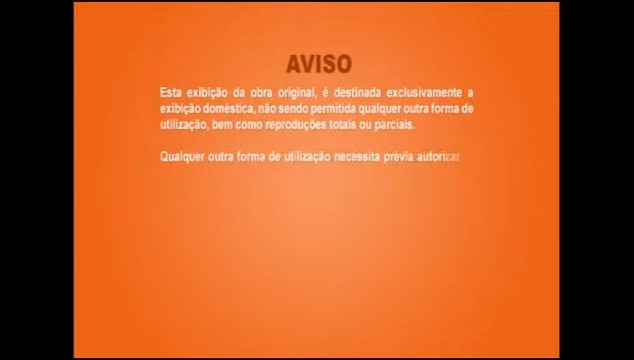 AVISO
Esta exibição da obra original, é destinada exclusivamente a
exibição doméstica, não sendo permitida qualquer outra forma de
utilização, bem como reproduções totais ou parciais.
Qualquer outra forma de utilização necessita prévia autorizar